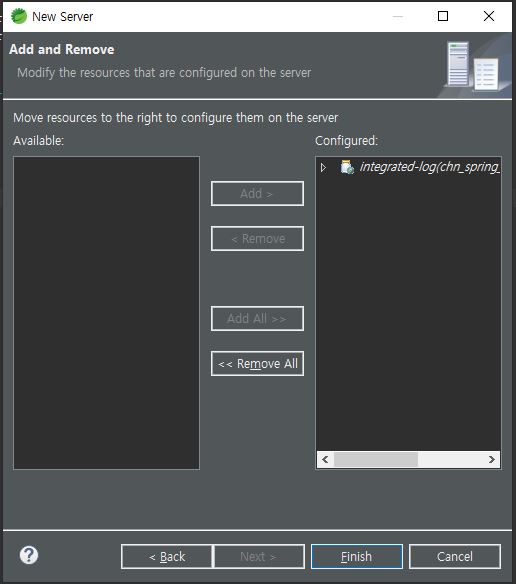 New Server
Add and Remove
Modify the resources that are configured on the server
Move resources to the right to configure them on the server
Available:
Configured:
integrated-log(chn_spring_
Add >
< Remove
Add All >>
<< Remove All
< Back
Next >
Finish
Cancel